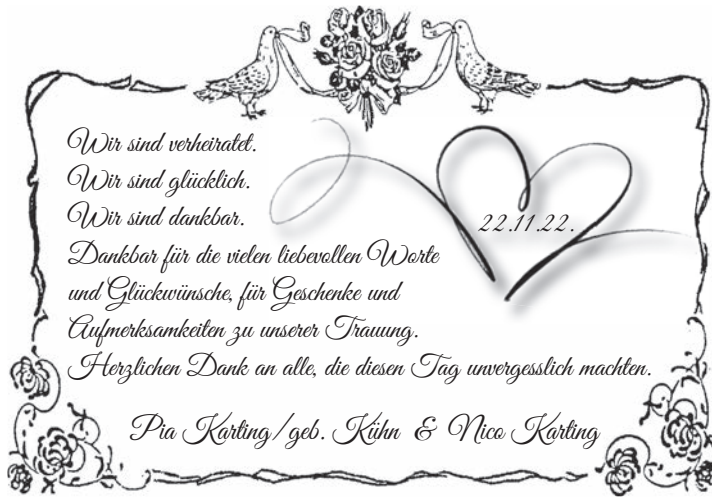 Wir sind verheiratet.
Wir sind glücklich.
Wir sind dankbar.
22.11.22.
Dankbar für die vielen liebevollen Worte
und Glückwünsche, für Geschenke und
Aufmerksamkeiten zu unserer Trauung.
Herzlichen Dank an alle, die diesen Tag unvergesslich machten.
Pia Karting/geb. Kühn & Nico Karting